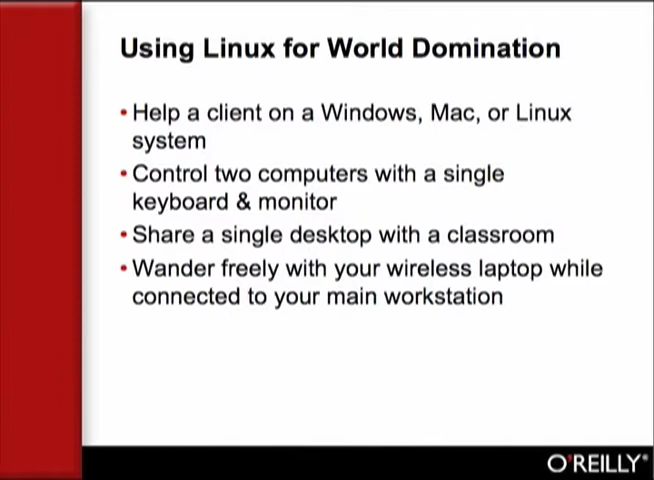 Using Linux for World Domination
• Help a client on a Windows, Mac, or Linux
system
• Control two computers with a single
keyboard & monitor
• Share a single desktop with a classroom
• Wander freely with your wireless laptop while
connected to your main workstation
O'REILLY®